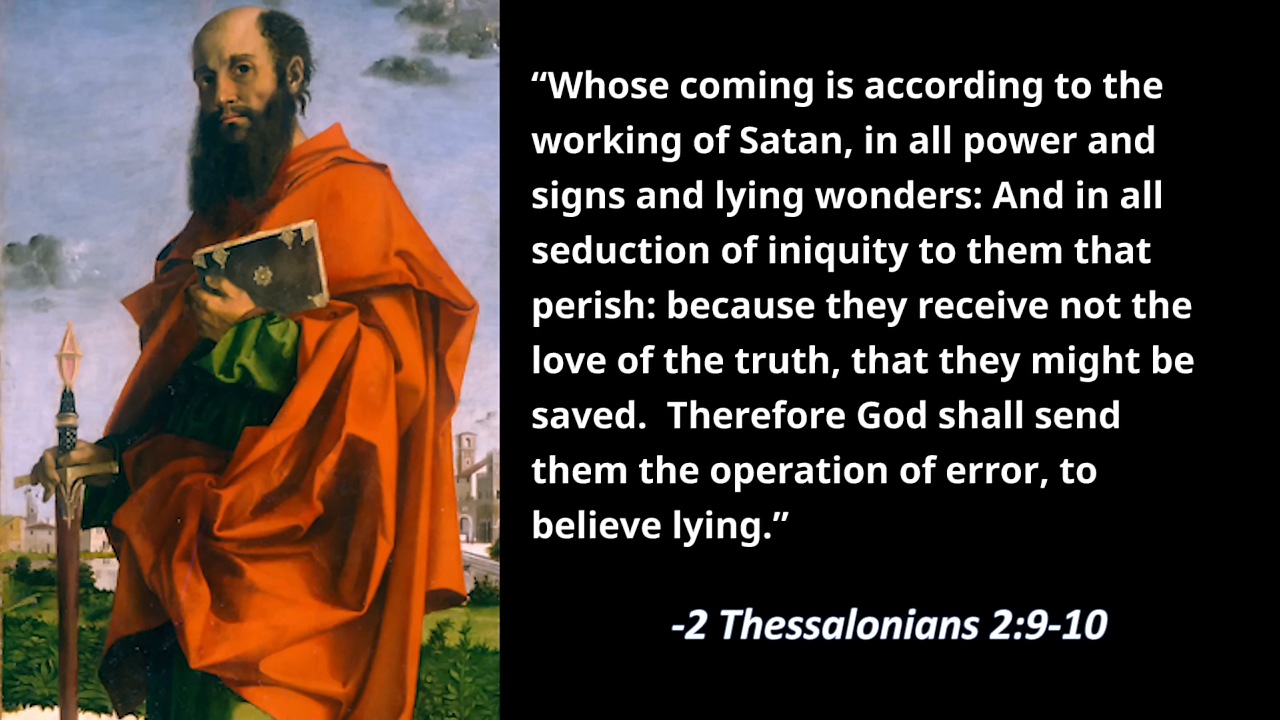 “Whose coming is according to the
working of Satan, in all power and
signs and lying wonders: And in all
seduction of iniquity to them that
perish: because they receive not the
love of the truth, that they might be
saved.  Therefore God shall send
them the operation of error, to
believe lying.”
-2 Thessalonians 2:9-10